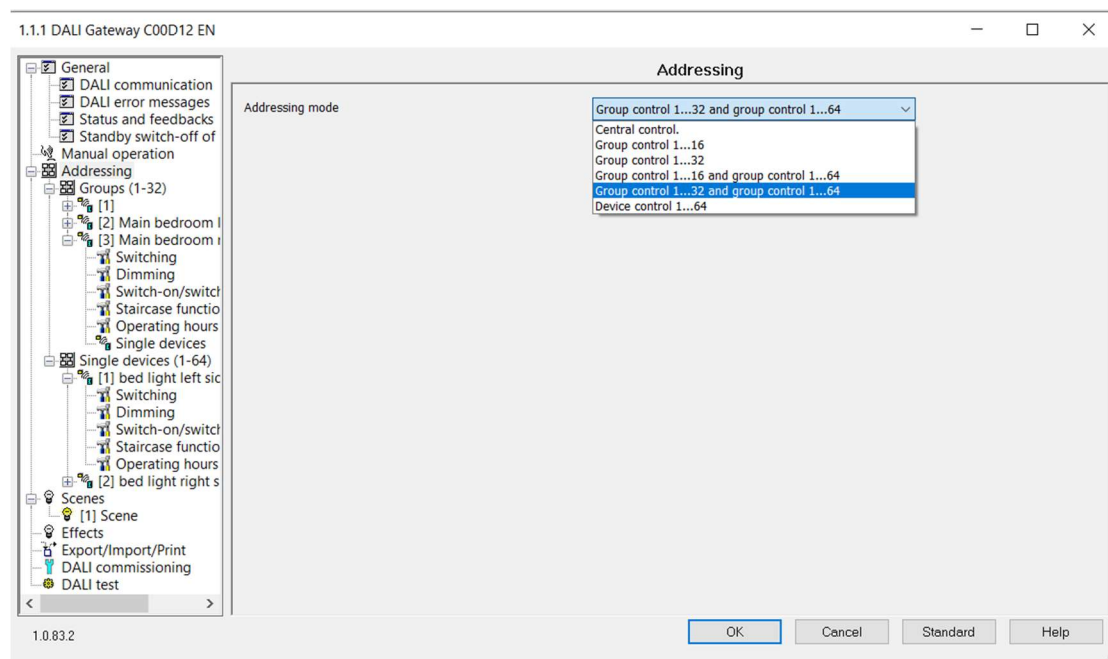 1.1.1 DALI Gateway C00D12 EN
General
DALI communication
DALI error messages
Status and feedbacks
Standby switch-off of
Manual operation
Addressing
Groups (1-32)
[1]
[2] Main bedroom l
[3] Main bedroom r
Switching
Dimming
Switch-on/switch
Staircase functio
Operating hours
Single devices
Single devices (1-64)
[1] bed light left sid
Switching
Dimming
Switch-on/switch
Staircase functio
Operating hours
[2] bed light right s
Scenes
[1] Scene
Effects
Export/Import/Print
DALI commissioning
DALI test
1.0.83.2
Addressing
Addressing mode
Group control 1...32 and group control 1...64
Central control.
Group control 1...16
Group control 1...32
Group control 1...16 and group control 1...64
Group control 1...32 and group control 1...64
Device control 1...64
OK
Cancel
Standard
Help